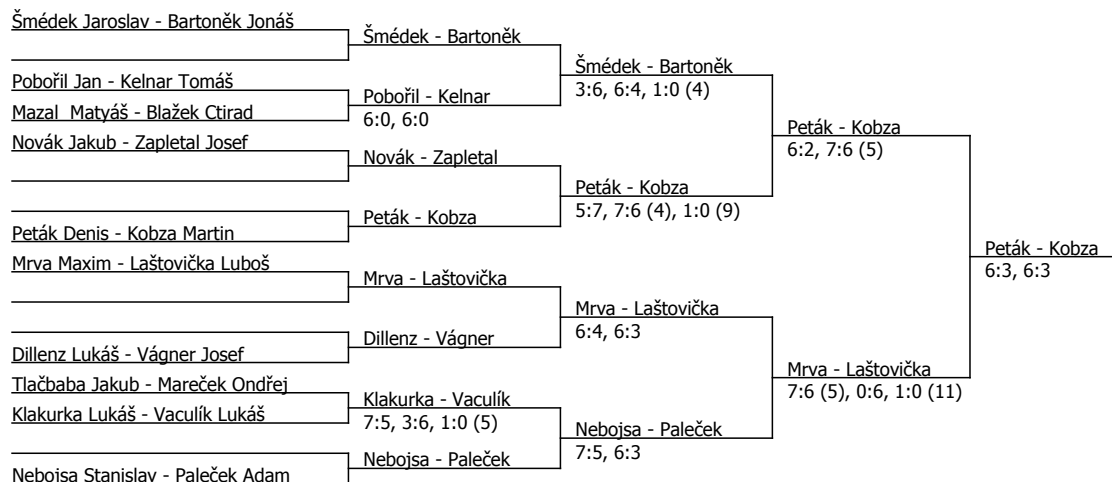 Šmédek Jaroslav - Bartoněk Jonáš
Pobořil Jan - Kelnar Tomáš
Mazal  Matyáš - Blažek Ctirad
Novák Jakub - Zapletal Josef
Peták Denis - Kobza Martin
Mrva Maxim - Laštovička Luboš
Dillenz Lukáš - Vágner Josef
Tlačbaba Jakub - Mareček Ondřej
Klakurka Lukáš - Vaculík Lukáš
Nebojsa Stanislav - Paleček Adam
Šmédek - Bartoněk
Pobořil - Kelnar
6:0, 6:0
Novák - Zapletal
Peták - Kobza
Mrva - Laštovička
Dillenz - Vágner
Klakurka - Vaculík
7:5, 3:6, 1:0 (5)
Nebojsa - Paleček
Šmédek - Bartoněk
3:6, 6:4, 1:0 (4)
Peták - Kobza
5:7, 7:6 (4), 1:0 (9)
Mrva - Laštovička
6:4, 6:3
Nebojsa - Paleček
7:5, 6:3
Peták - Kobza
6:2, 7:6 (5)
Mrva - Laštovička
7:6 (5), 0:6, 1:0 (11)
Peták - Kobza
6:3, 6:3